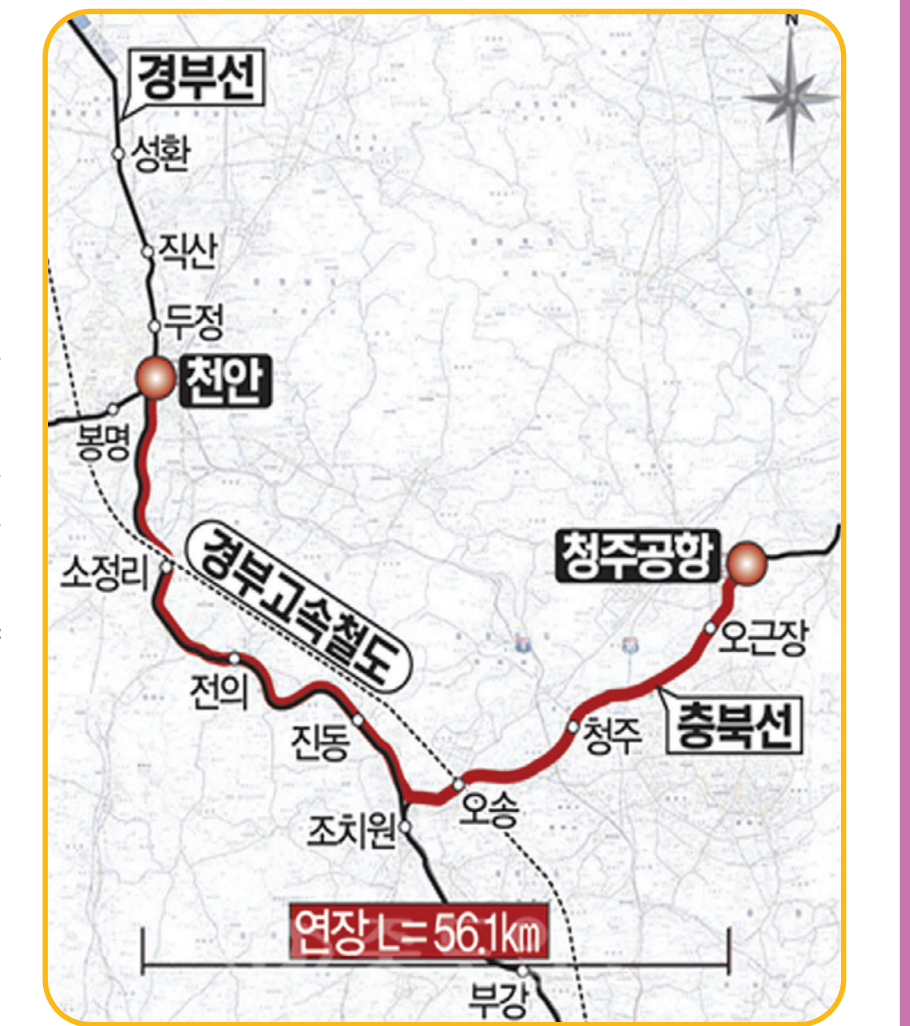 N
경부선
성환
직산
두정
천안
봉명
경부고속철도
청주공항
소정리
오근장
전의
충북선
청주
진동
오송
조치원
연장 L= 56.1km
부강